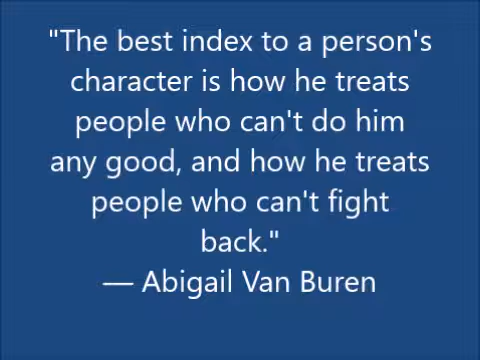 "The best index to a person's
character is how he treats
people who can't do him
any good, and how he treats
people who can't fight
back."
— Abigail Van Buren